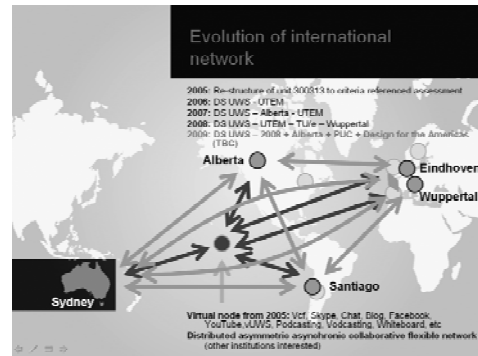 Evolution of international
network
2005: Re-structure of unit 300313 to criteria referenced assessment
2006: DS UWS - UTEM
2007: DS UWS – Alberta - UTEM
2008: DS UWS – UTEM – TU/e – Wuppertal
2009: DS UWS – 2008 + Alberta + PUC + Design for the Americas
(TBC)
Alberta
Eindhoven
Wuppertal
Santiago
Sydney
Virtual node from 2005: Vcf, Skype, Chat, Blog, Facebook,
YouTube, vUWS, Podcasting, Vodcasting, Whiteboard, etc
Distributed asymmetric asynchronic collaborative flexible network
(other institutions interested)